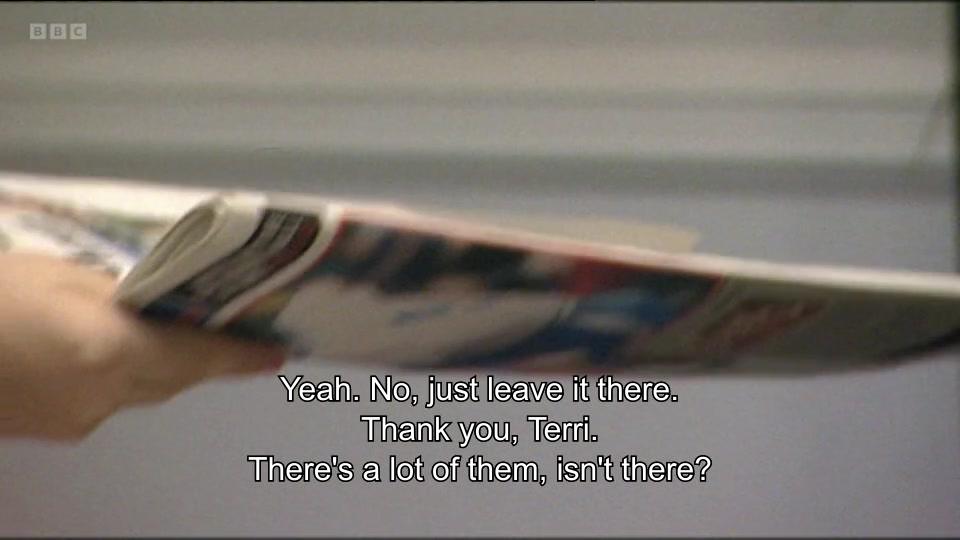 BBC
Yeah. No, just leave it there.
Thank you, Terri.
There's a lot of them, isn't there?